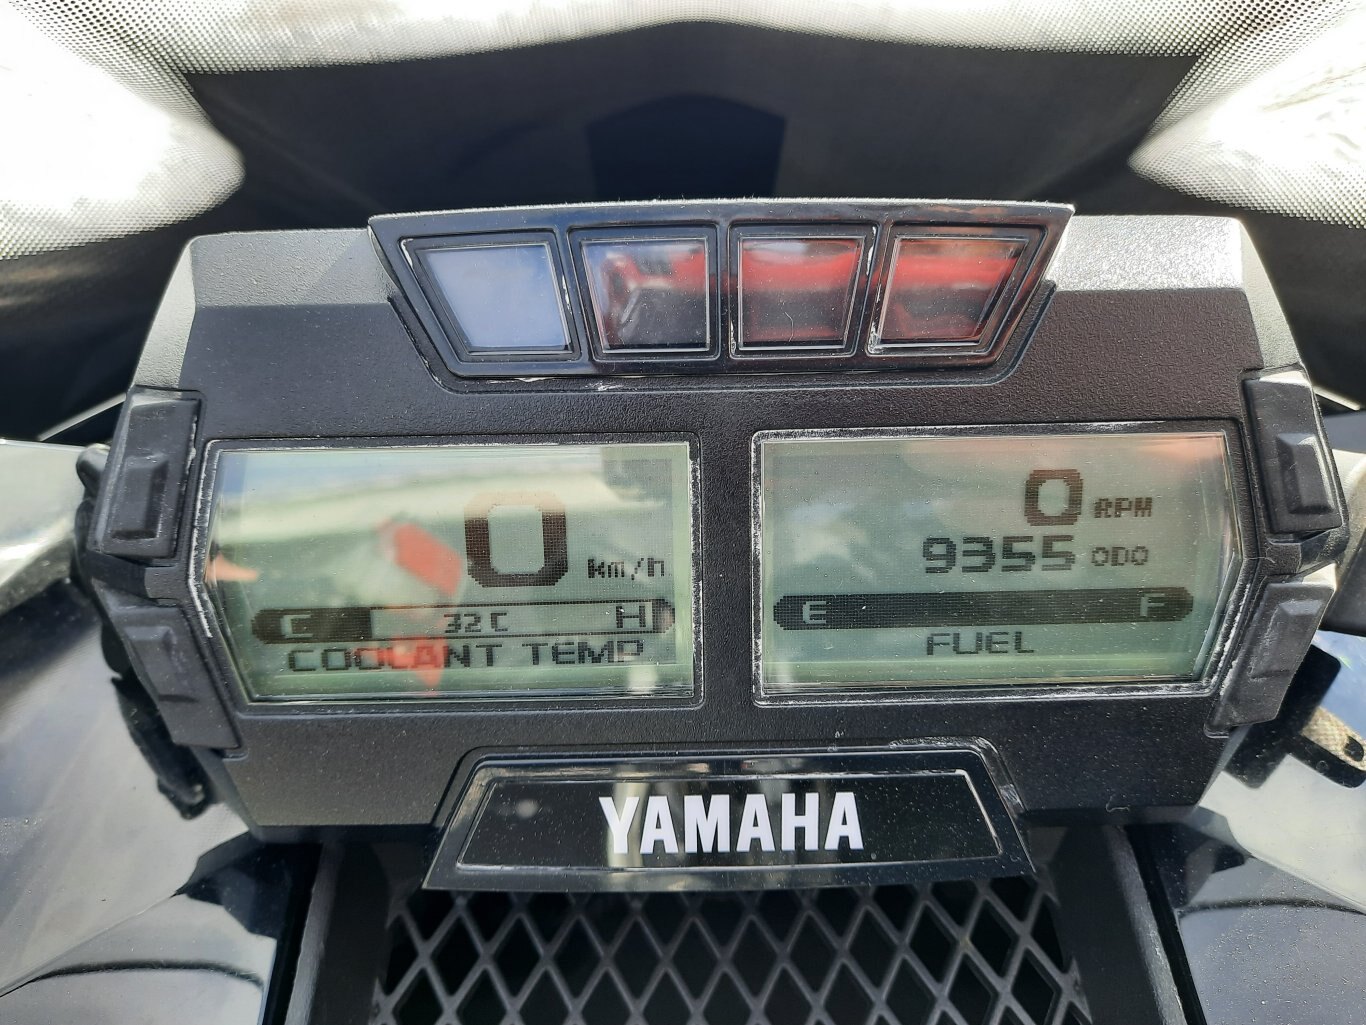 0 km/h
C 32C H
COOLANT TEMP
0 RPM
9355 ODO
E F
FUEL
YAMAHA